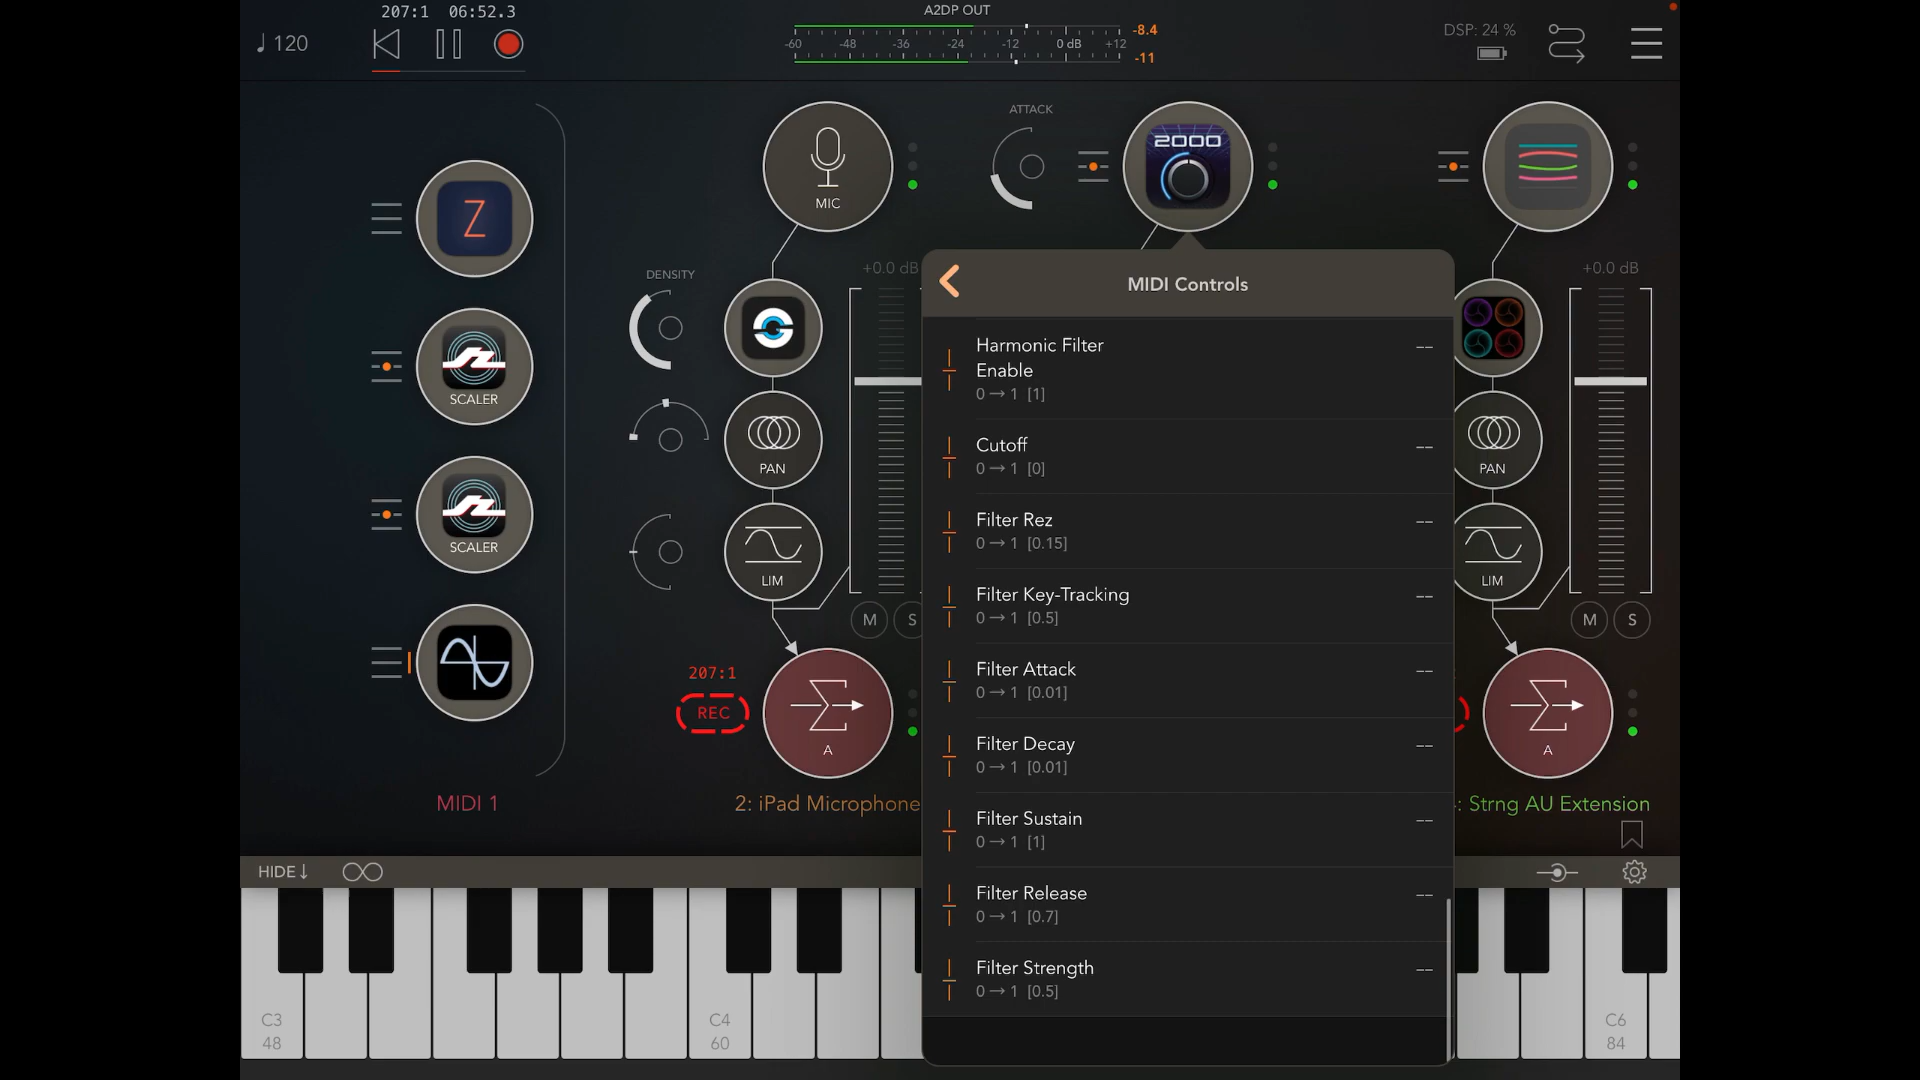 207:1 06:52.3
♩ 120
A2DP OUT
-60 -48 -36 -24 -12 0 dB +12
-8.4
-11
DSP: 24 %
MIC
ATTACK
2000
SCALER
SCALER
DENSITY
+0.0 dB
+0.0 dB
PAN
LIM
M S
PAN
LIM
M S
MIDI Controls
Harmonic Filter
Enable
0 → 1 [1]
--
Cutoff
0 → 1 [0]
--
Filter Rez
0 → 1 [0.15]
--
Filter Key-Tracking
0 → 1 [0.5]
--
Filter Attack
0 → 1 [0.01]
--
Filter Decay
0 → 1 [0.01]
--
Filter Sustain
0 → 1 [1]
--
Filter Release
0 → 1 [0.7]
--
Filter Strength
0 → 1 [0.5]
--
207:1
REC
A
A
MIDI 1
2: iPad Microphone
: Strng AU Extension
HIDE↓
C3
48
C4
60
C6
84